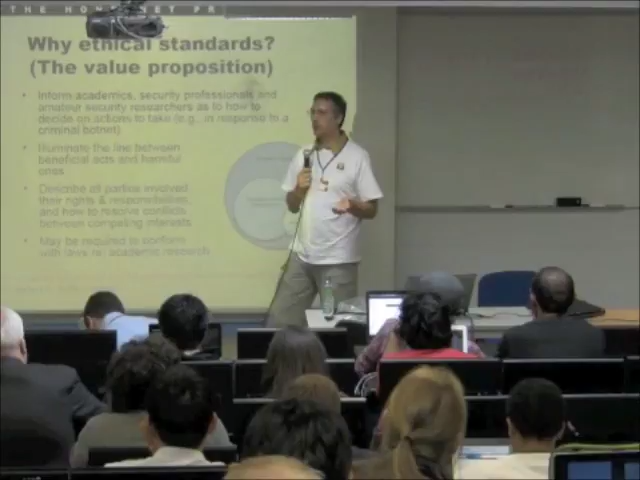 THE HONEYNET PR
Why ethical standards?
(The value proposition)
• Inform academics, security professionals and
amateur security researchers as to how to
decide on actions to take (e.g., in response to a
criminal botnet)
• Illuminate the line between
beneficial acts and harmful
ones
• Describe all parties involved,
their rights & responsibilities,
and how to resolve conflicts
between competing interests
• May be required to conform
with laws re: academic research